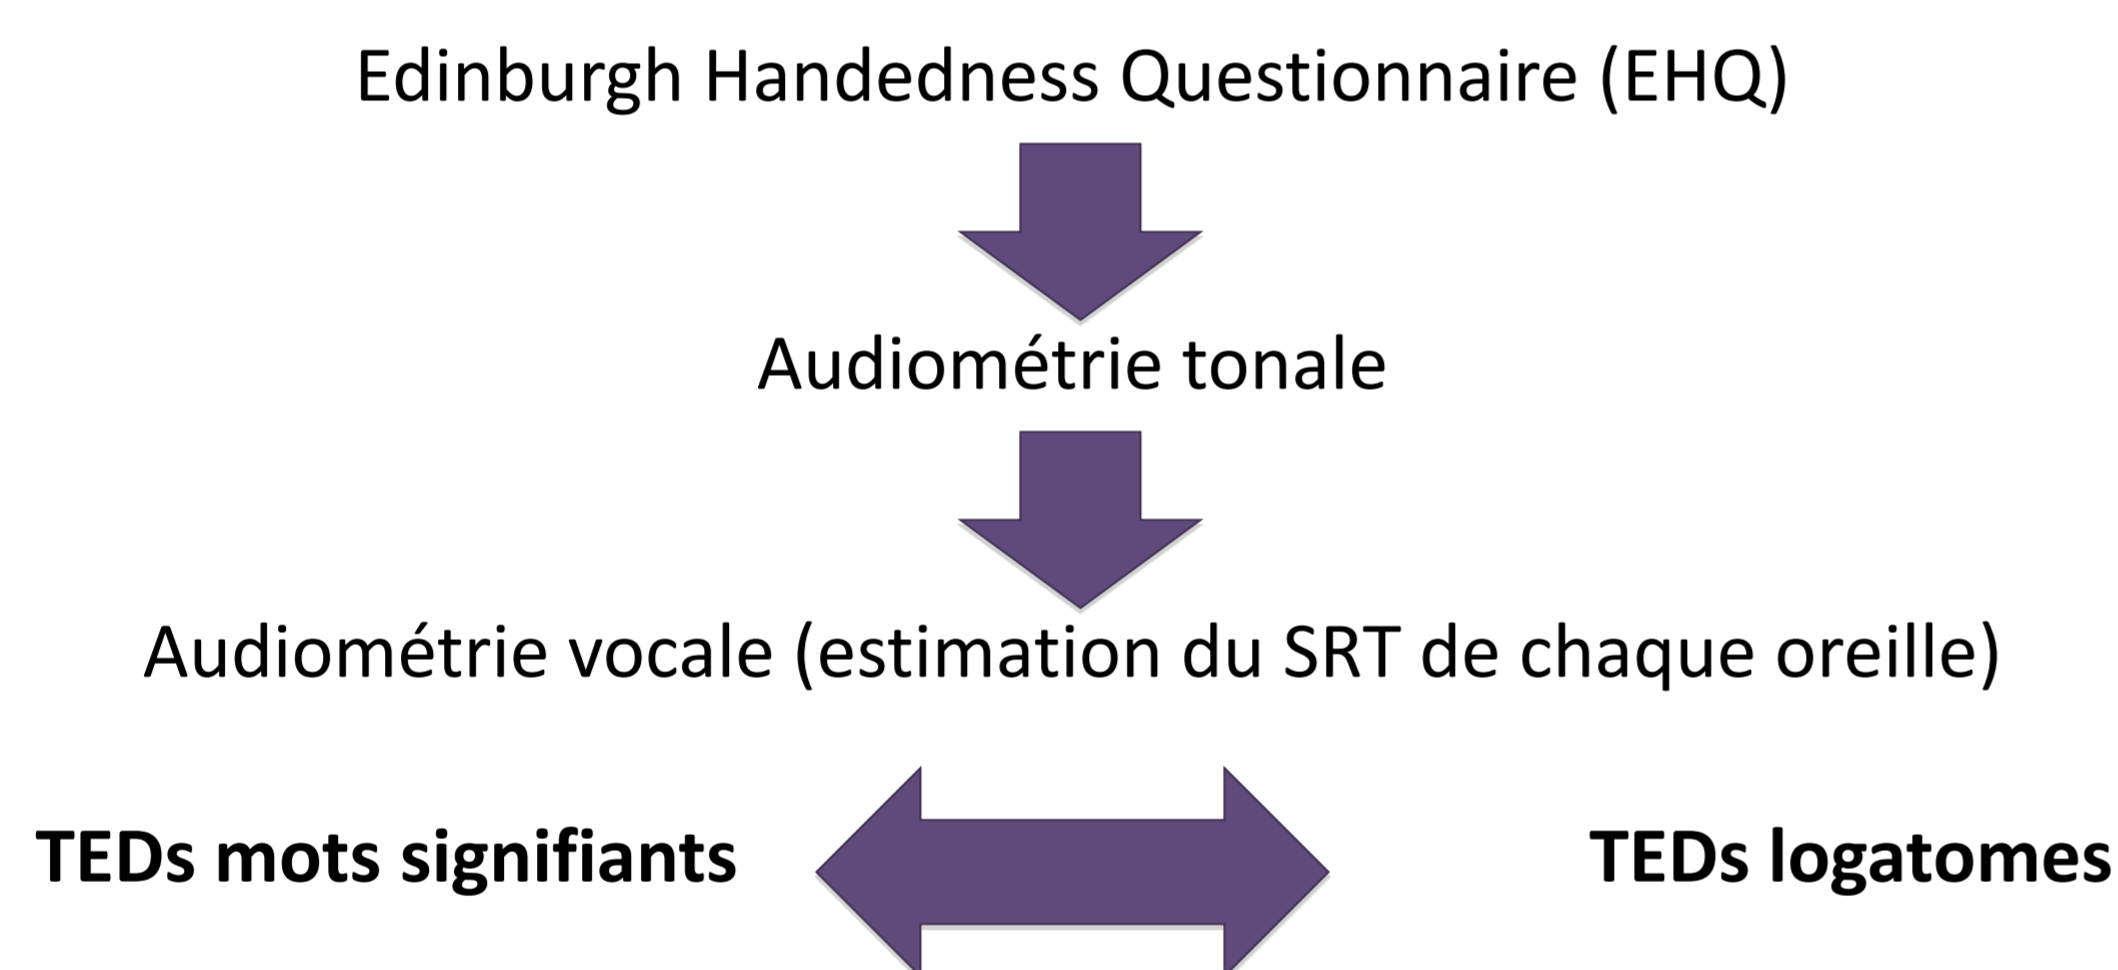 Edinburgh Handedness Questionnaire (EHQ)
Audiométrie tonale
Audiométrie vocale (estimation du SRT de chaque oreille)
TEDs mots signifiants
TEDs logatomes